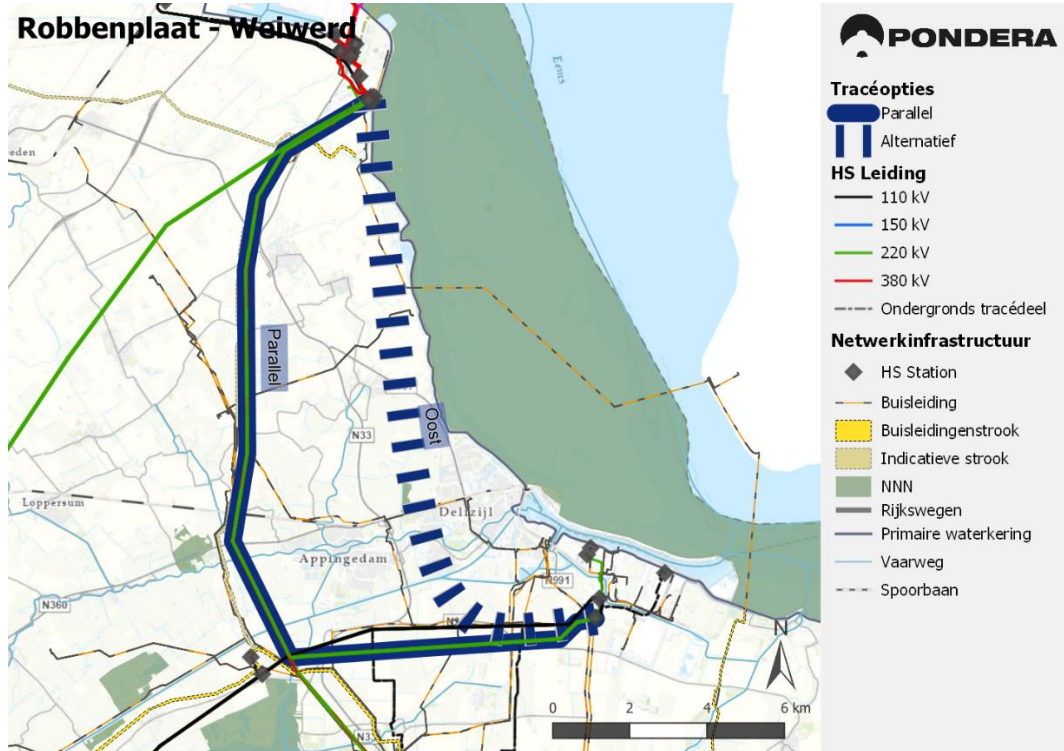 Robbenplaat - Weiwerd
Eems
eden
Parallel
Oost
N33
Loppersum
Delfzijl
Appingedam
N991
N360
N
0 2 4 6 km
PONDERA
Tracéopties
Parallel
Alternatief
HS Leiding
110 kV
150 kV
220 kV
380 kV
Ondergronds tracédeel
Netwerkinfrastructuur
HS Station
Buisleiding
Buisleidingenstrook
Indicatieve strook
NNN
Rijkswegen
Primaire waterkering
Vaarweg
Spoorbaan